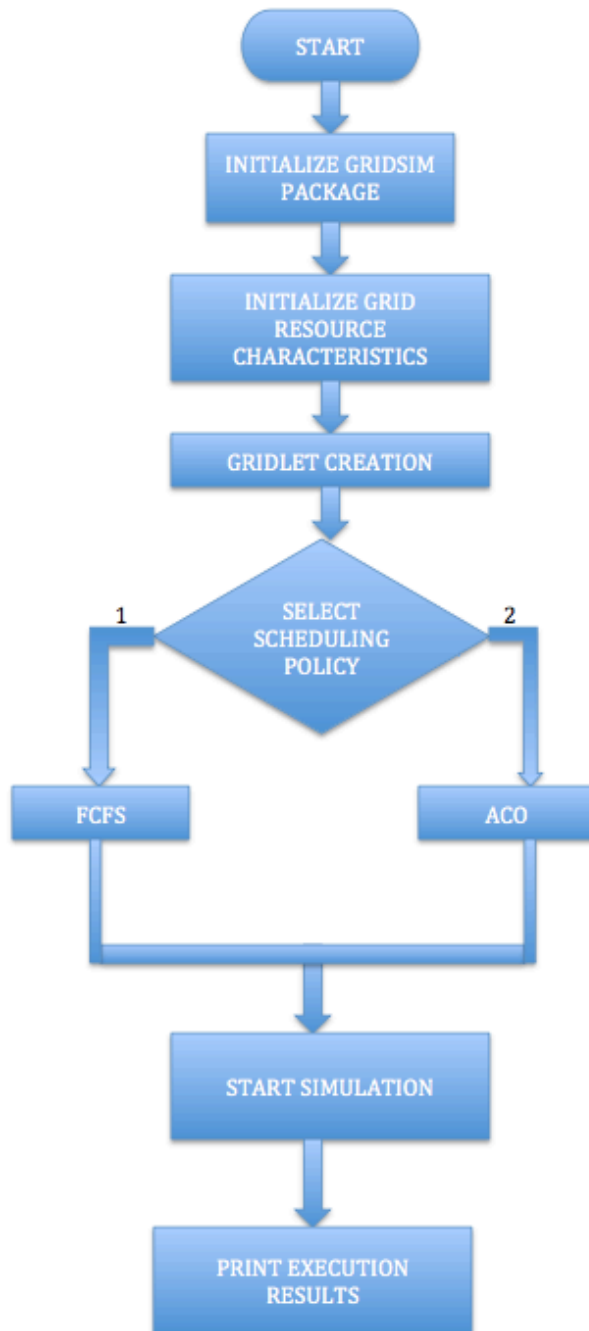 START
INITIALIZE GRIDSIM
PACKAGE
INITIALIZE GRID
RESOURCE
CHARACTERISTICS
GRIDLET CREATION
SELECT
SCHEDULING
POLICY
1
2
FCFS
ACO
START SIMULATION
PRINT EXECUTION
RESULTS